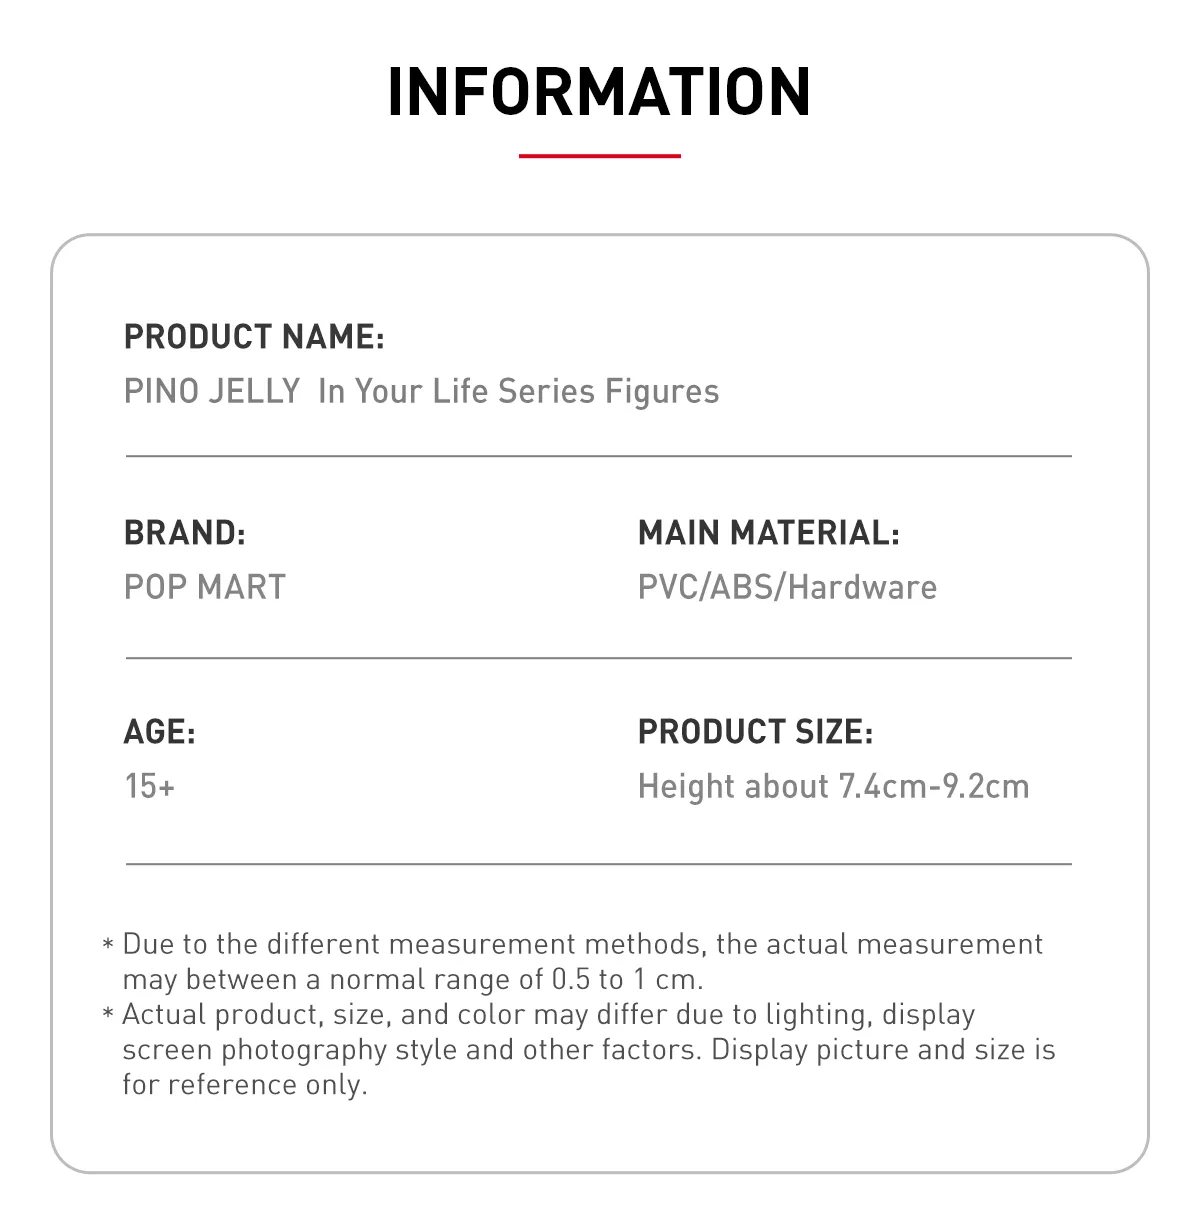 INFORMATION
PRODUCT NAME:
PINO JELLY  In Your Life Series Figures
BRAND:
POP MART
MAIN MATERIAL:
PVC/ABS/Hardware
AGE:
15+
PRODUCT SIZE:
Height about 7.4cm-9.2cm
* Due to the different measurement methods, the actual measurement
may between a normal range of 0.5 to 1 cm.
* Actual product, size, and color may differ due to lighting, display
screen photography style and other factors. Display picture and size is
for reference only.